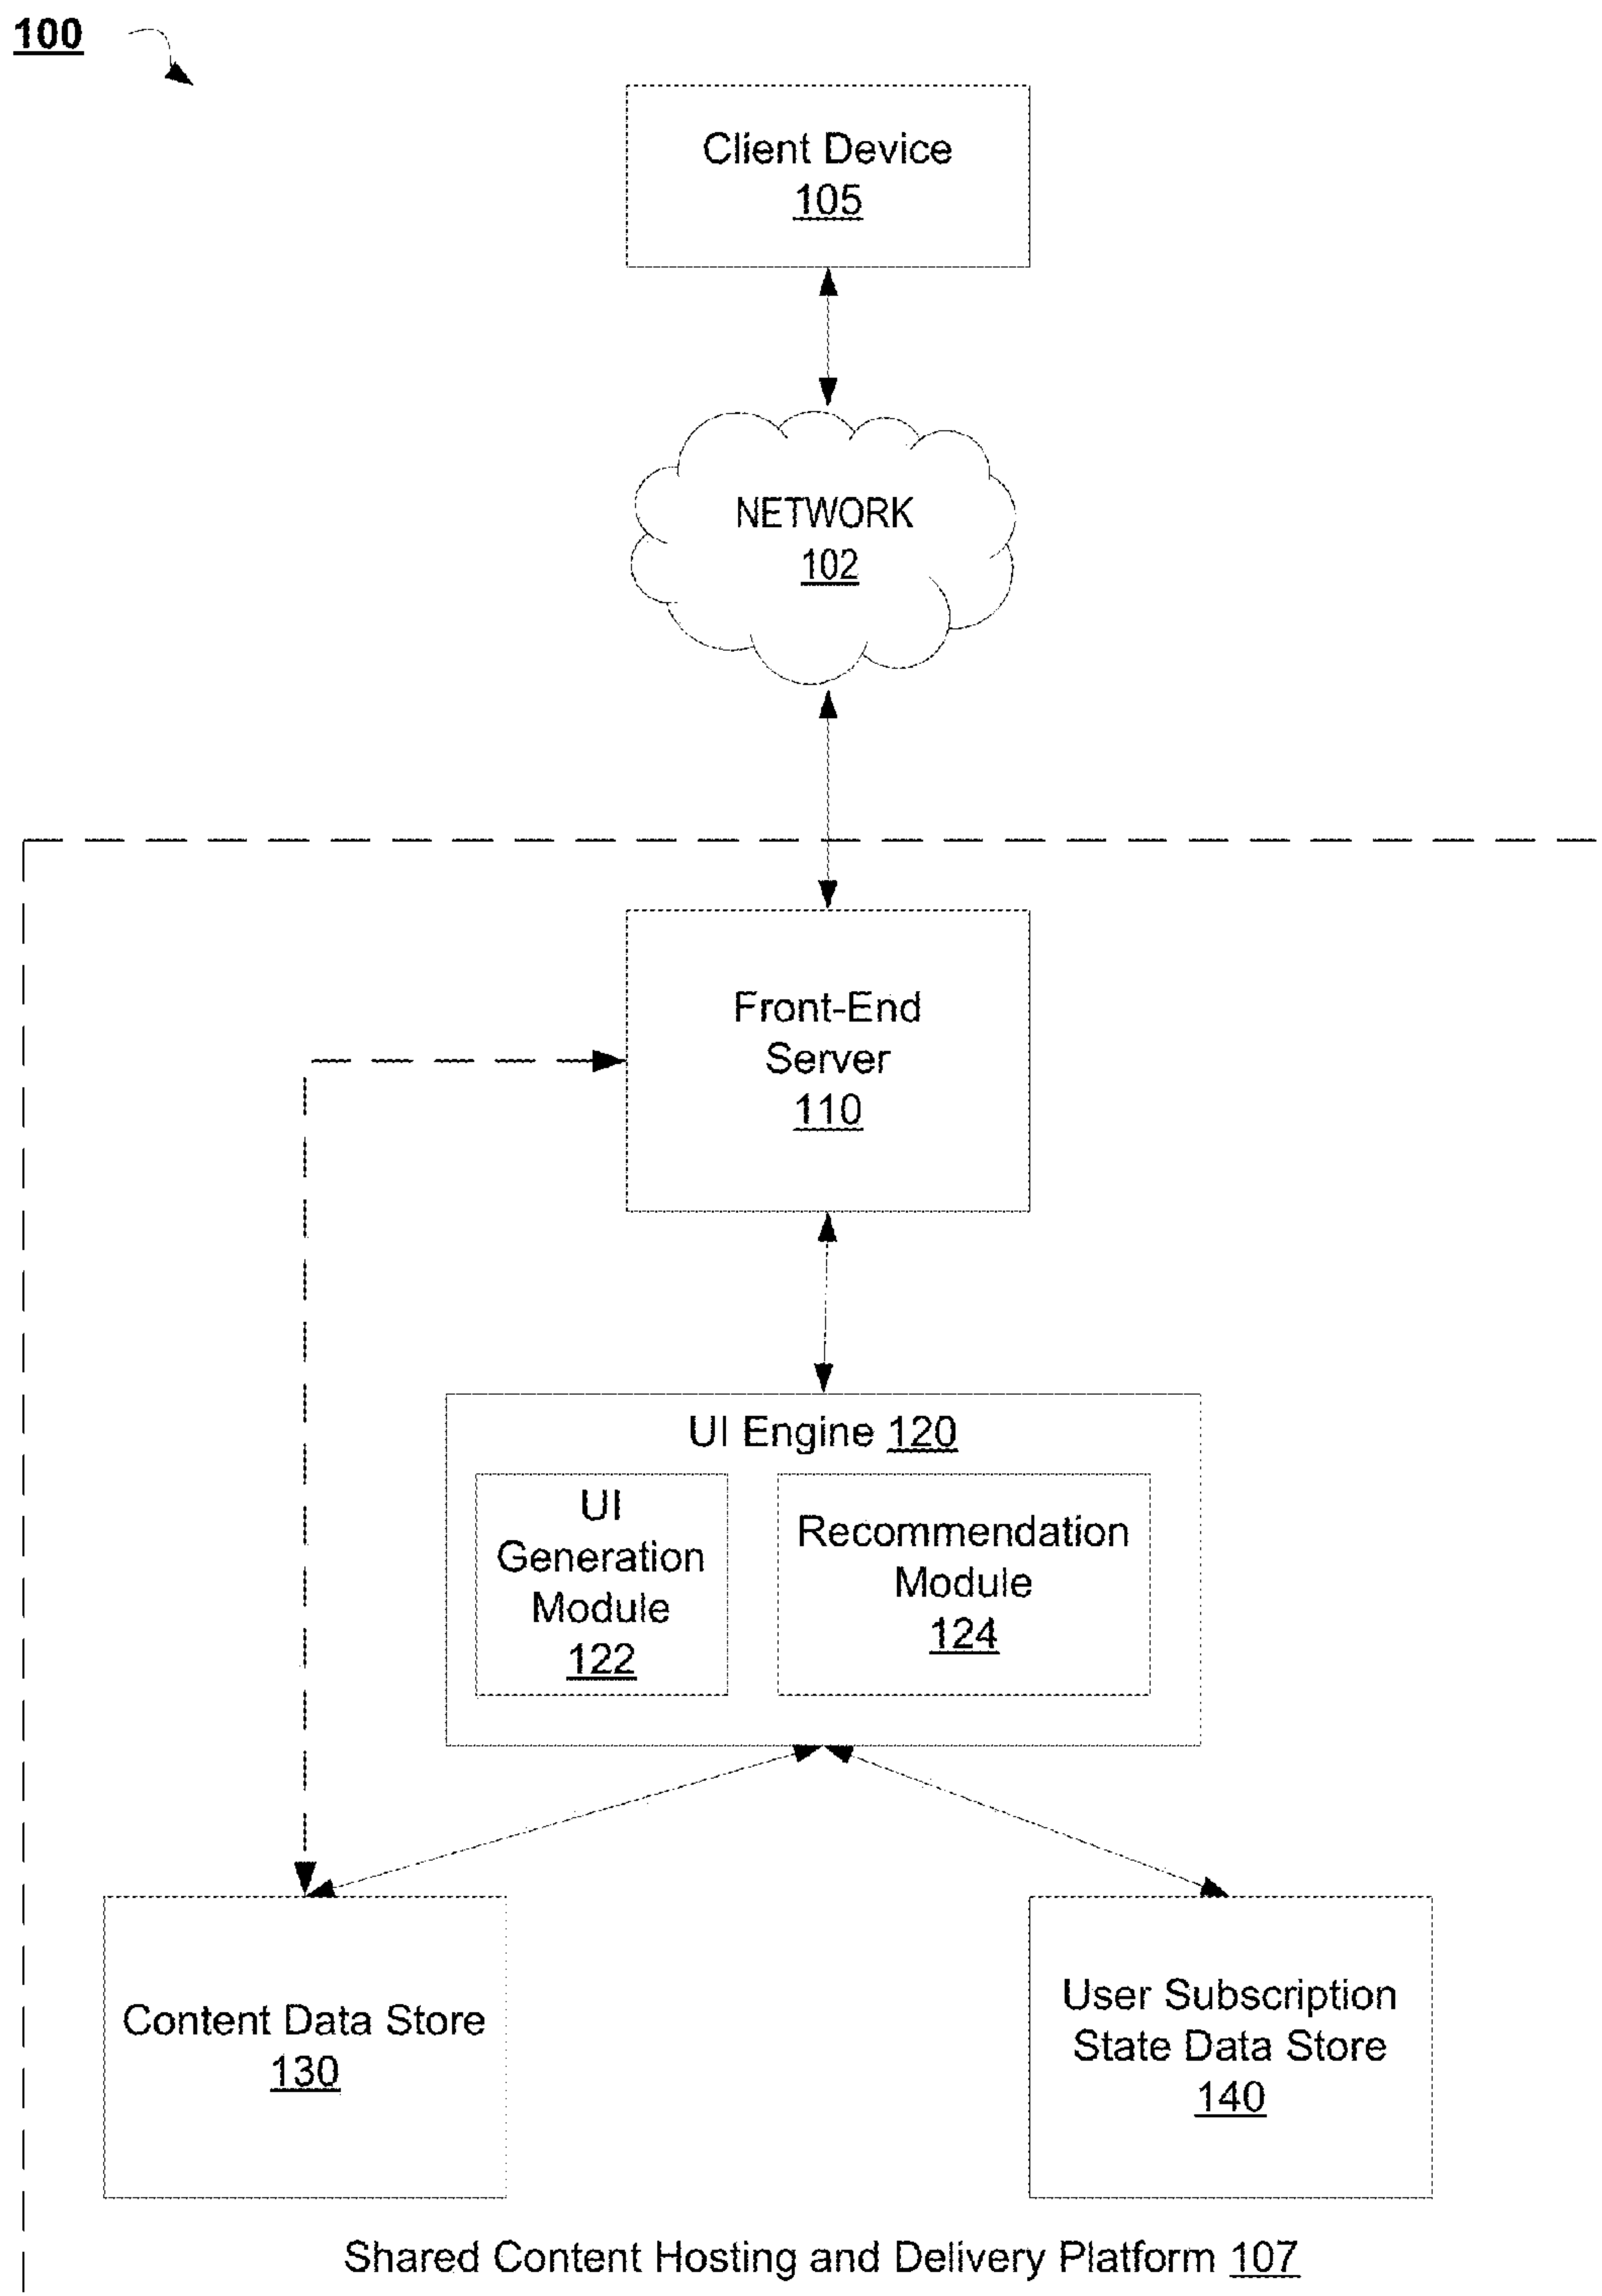 100
Client Device
105
NETWORK
102
Front-End
Server
110
UI Engine 120
UI
Generation
Module
122
Recommendation
Module
124
Content Data Store
130
User Subscription
State Data Store
140
Shared Content Hosting and Delivery Platform 107